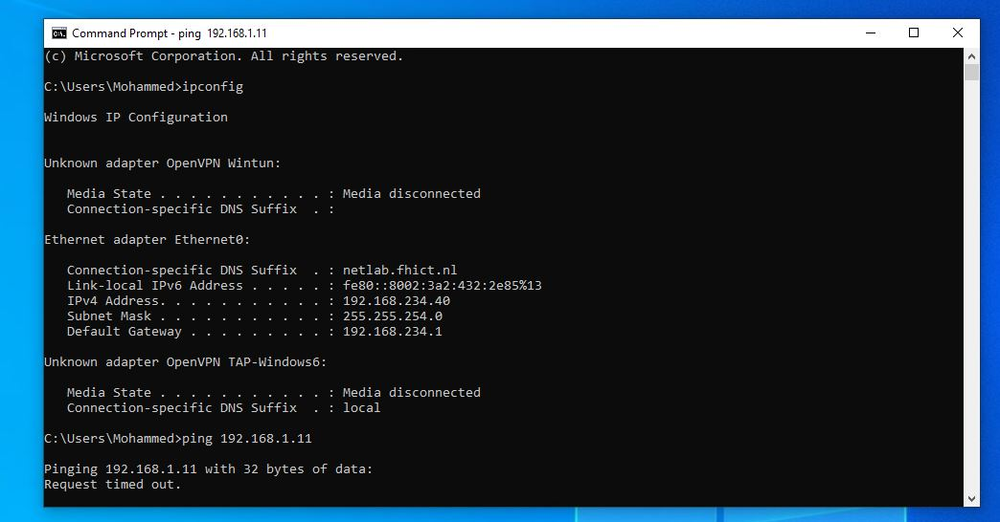 Command Prompt - ping 192.168.1.11
(c) Microsoft Corporation. All rights reserved.
C:\Users\Mohammed>ipconfig
Windows IP Configuration
Unknown adapter OpenVPN Wintun:
Media State . . . . . . . . . . . : Media disconnected
Connection-specific DNS Suffix  . :
Ethernet adapter Ethernet0:
Connection-specific DNS Suffix  . : netlab.fhict.nl
Link-local IPv6 Address . . . . . : fe80::8002:3a2:432:2e85%13
IPv4 Address. . . . . . . . . . . : 192.168.234.40
Subnet Mask . . . . . . . . . . . : 255.255.254.0
Default Gateway . . . . . . . . . : 192.168.234.1
Unknown adapter OpenVPN TAP-Windows6:
Media State . . . . . . . . . . . : Media disconnected
Connection-specific DNS Suffix  . : local
C:\Users\Mohammed>ping 192.168.1.11
Pinging 192.168.1.11 with 32 bytes of data:
Request timed out.